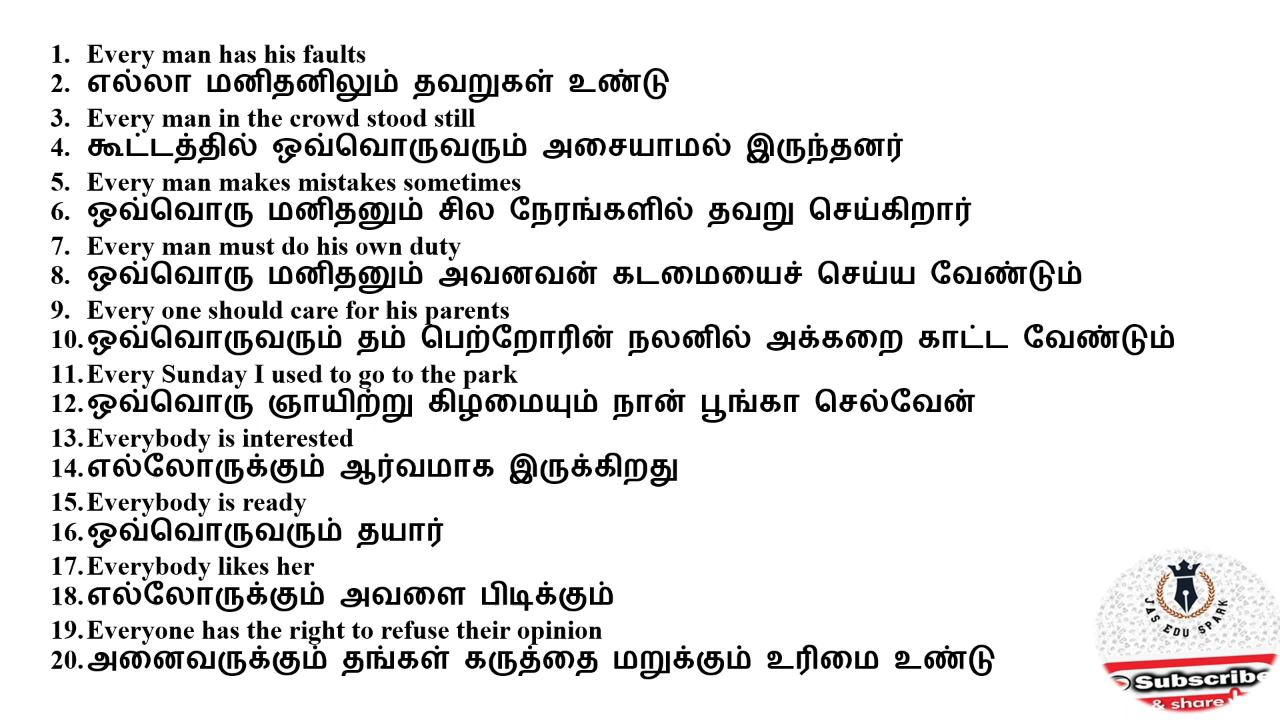 1. Every man has his faults
2. எல்லா மனிதனிலும் தவறுகள் உண்டு
3. Every man in the crowd stood still
4. கூட்டத்தில் ஒவ்வொருவரும் அசையாமல் இருந்தனர்
5. Every man makes mistakes sometimes
6. ஒவ்வொரு மனிதனும் சில நேரங்களில் தவறு செய்கிறார்
7. Every man must do his own duty
8. ஒவ்வொரு மனிதனும் அவனவன் கடமையைச் செய்ய வேண்டும்
9. Every one should care for his parents
10. ஒவ்வொருவரும் தம் பெற்றோரின் நலனில் அக்கறை காட்ட வேண்டும்
11. Every Sunday I used to go to the park
12. ஒவ்வொரு ஞாயிற்று கிழமையும் நான் பூங்கா செல்வேன்
13. Everybody is interested
14. எல்லோருக்கும் ஆர்வமாக இருக்கிறது
15. Everybody is ready
16. ஒவ்வொருவரும் தயார்
17. Everybody likes her
18. எல்லோருக்கும் அவளை பிடிக்கும்
19. Everyone has the right to refuse their opinion
20. அனைவருக்கும் தங்கள் கருத்தை மறுக்கும் உரிமை உண்டு
JAS EDU SPARK
Subscribe
& share